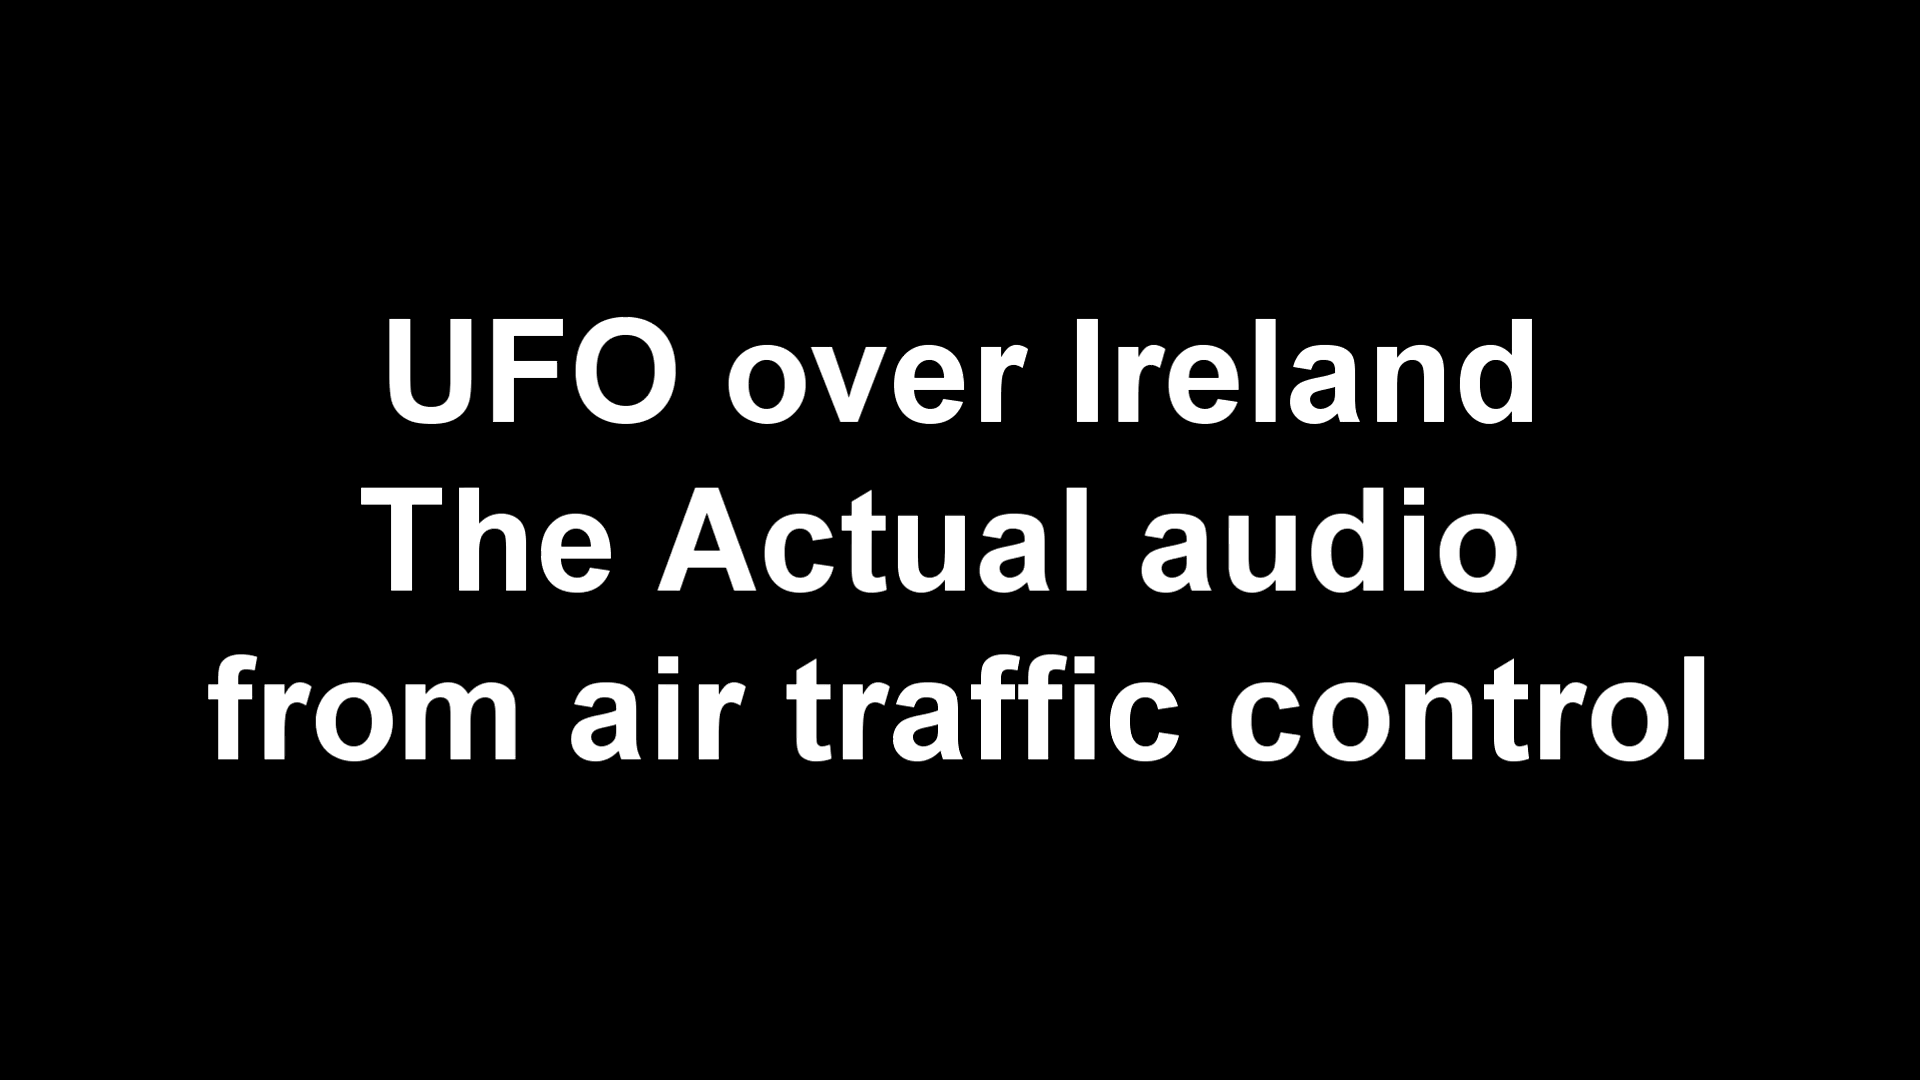 UFO over Ireland
The Actual audio
from air traffic control